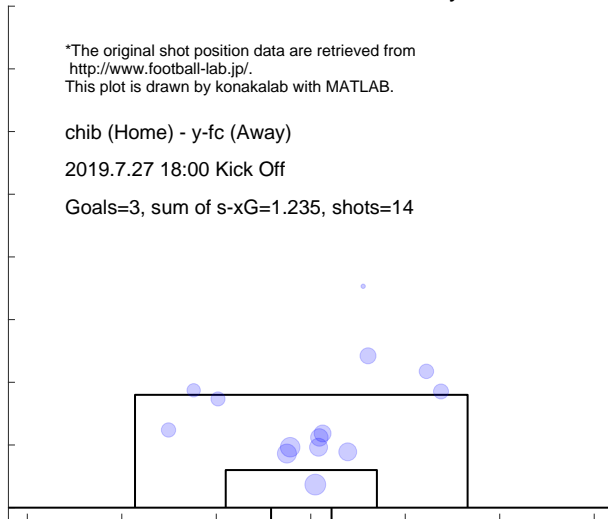 *The original shot position data are retrieved from
http://www.football-lab.jp/.
This plot is drawn by konakalab with MATLAB.
chib (Home) - y-fc (Away)
2019.7.27 18:00 Kick Off
Goals=3, sum of s-xG=1.235, shots=14